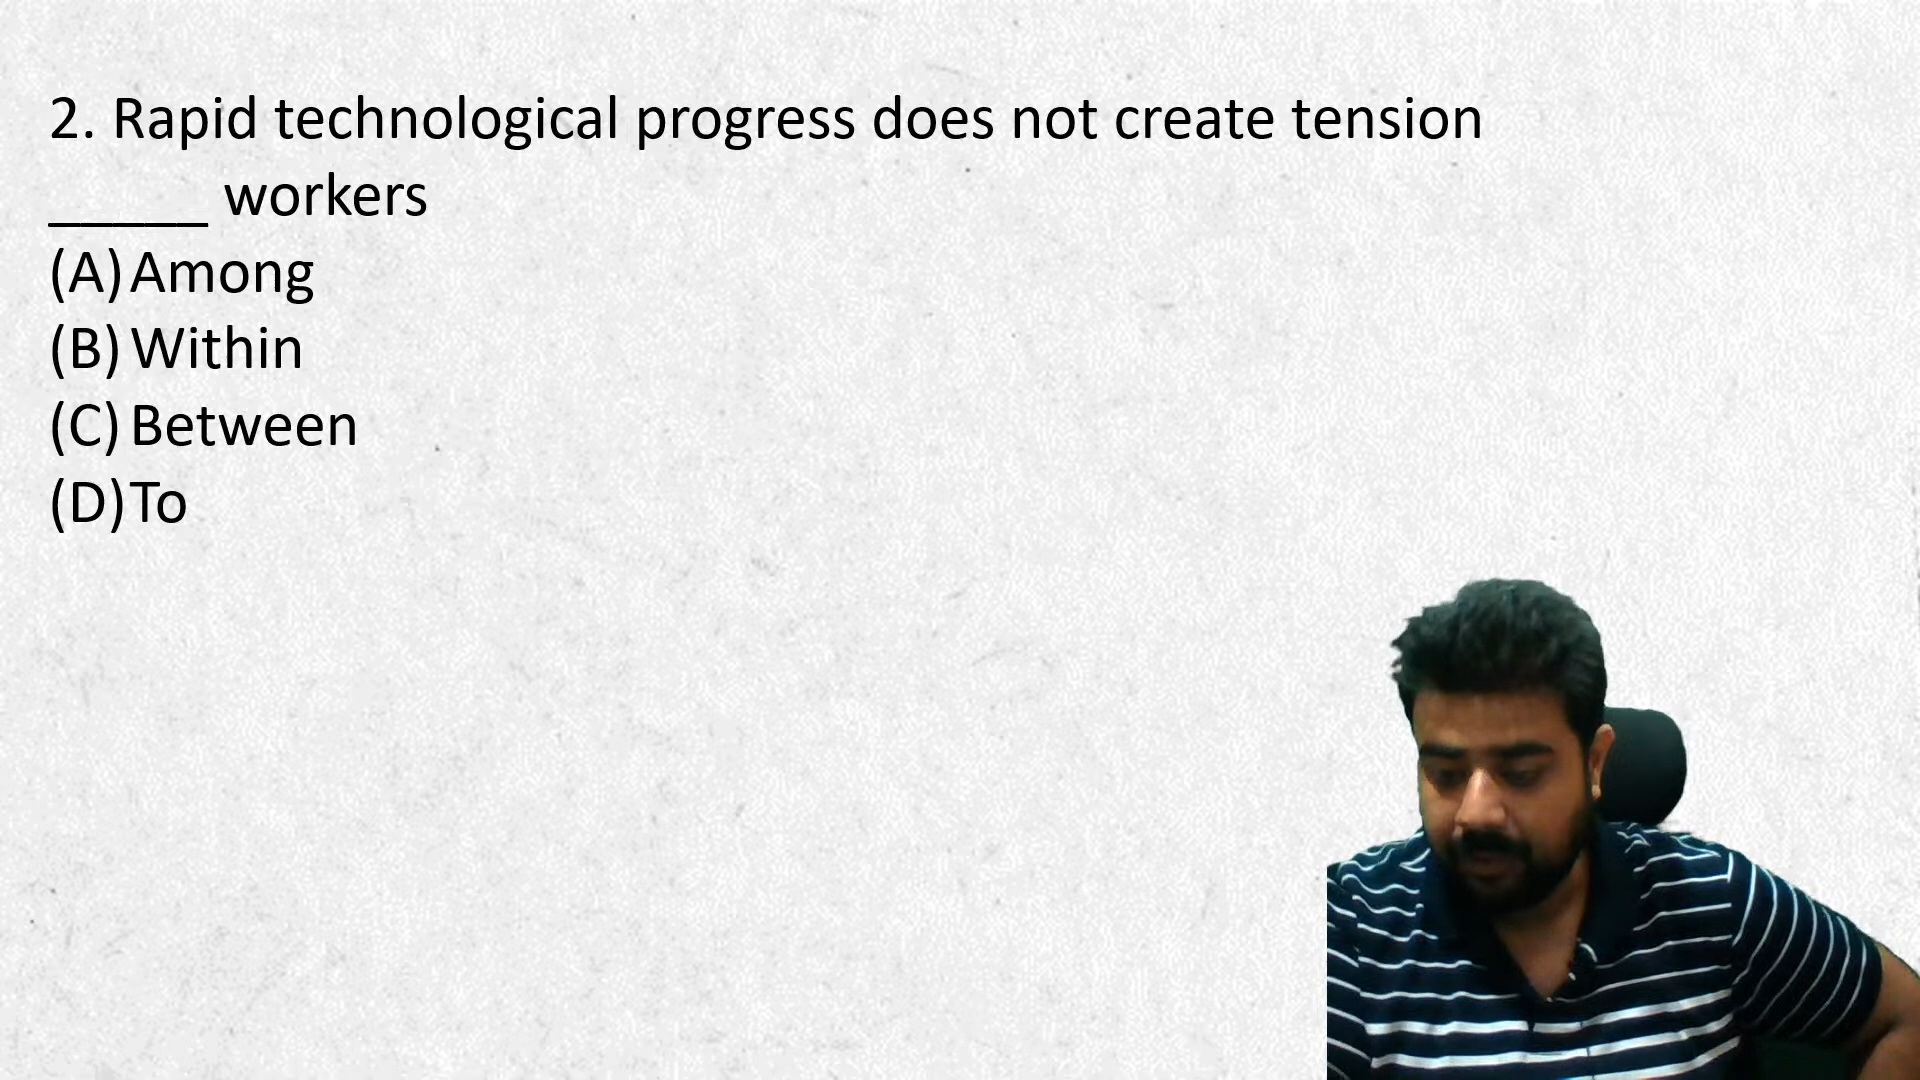 2. Rapid technological progress does not create tension
_____ workers
(A) Among
(B) Within
(C) Between
(D) To